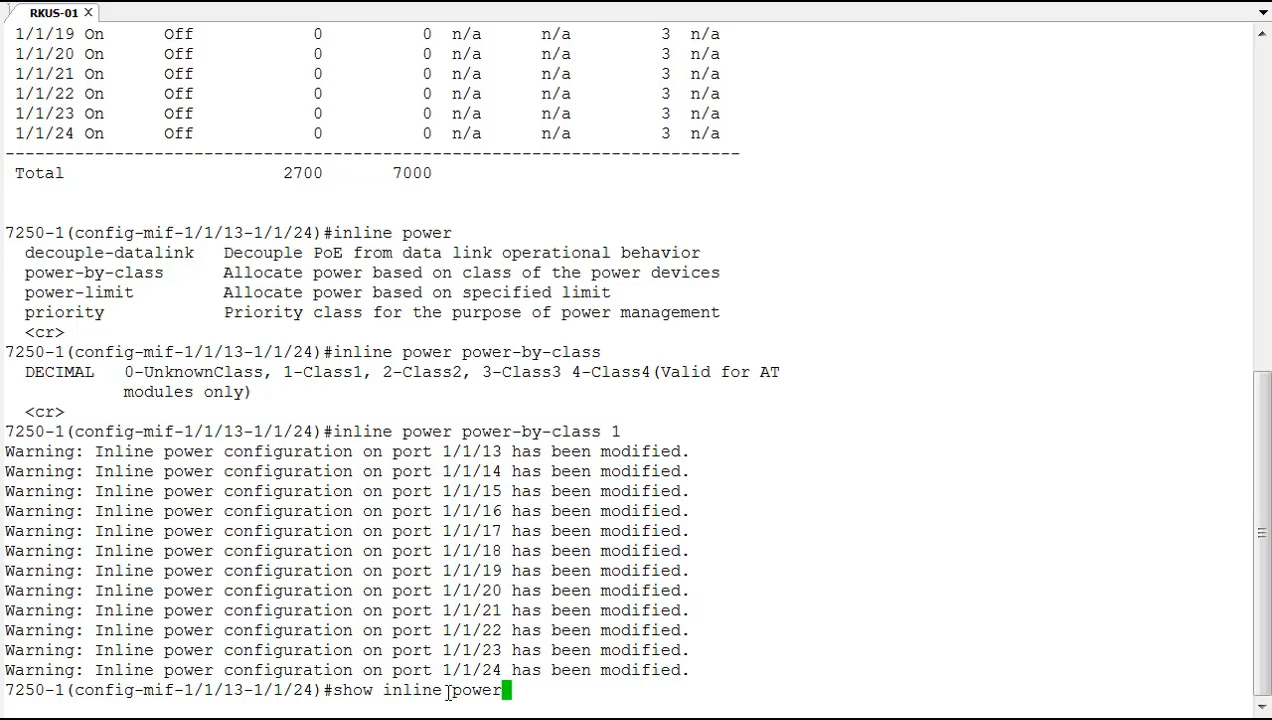 RKUS-01
1/1/19 On Off 0 0 n/a n/a 3 n/a
1/1/20 On Off 0 0 n/a n/a 3 n/a
1/1/21 On Off 0 0 n/a n/a 3 n/a
1/1/22 On Off 0 0 n/a n/a 3 n/a
1/1/23 On Off 0 0 n/a n/a 3 n/a
1/1/24 On Off 0 0 n/a n/a 3 n/a
--------------------------------------------------------------------------
Total 2700 7000
7250-1(config-mif-1/1/13-1/1/24)#inline power
decouple-datalink Decouple PoE from data link operational behavior
power-by-class Allocate power based on class of the power devices
power-limit Allocate power based on specified limit
priority Priority class for the purpose of power management
<cr>
7250-1(config-mif-1/1/13-1/1/24)#inline power power-by-class
DECIMAL 0-UnknownClass, 1-Class1, 2-Class2, 3-Class3 4-Class4(Valid for AT
modules only)
<cr>
7250-1(config-mif-1/1/13-1/1/24)#inline power power-by-class 1
Warning: Inline power configuration on port 1/1/13 has been modified.
Warning: Inline power configuration on port 1/1/14 has been modified.
Warning: Inline power configuration on port 1/1/15 has been modified.
Warning: Inline power configuration on port 1/1/16 has been modified.
Warning: Inline power configuration on port 1/1/17 has been modified.
Warning: Inline power configuration on port 1/1/18 has been modified.
Warning: Inline power configuration on port 1/1/19 has been modified.
Warning: Inline power configuration on port 1/1/20 has been modified.
Warning: Inline power configuration on port 1/1/21 has been modified.
Warning: Inline power configuration on port 1/1/22 has been modified.
Warning: Inline power configuration on port 1/1/23 has been modified.
Warning: Inline power configuration on port 1/1/24 has been modified.
7250-1(config-mif-1/1/13-1/1/24)#show inline power